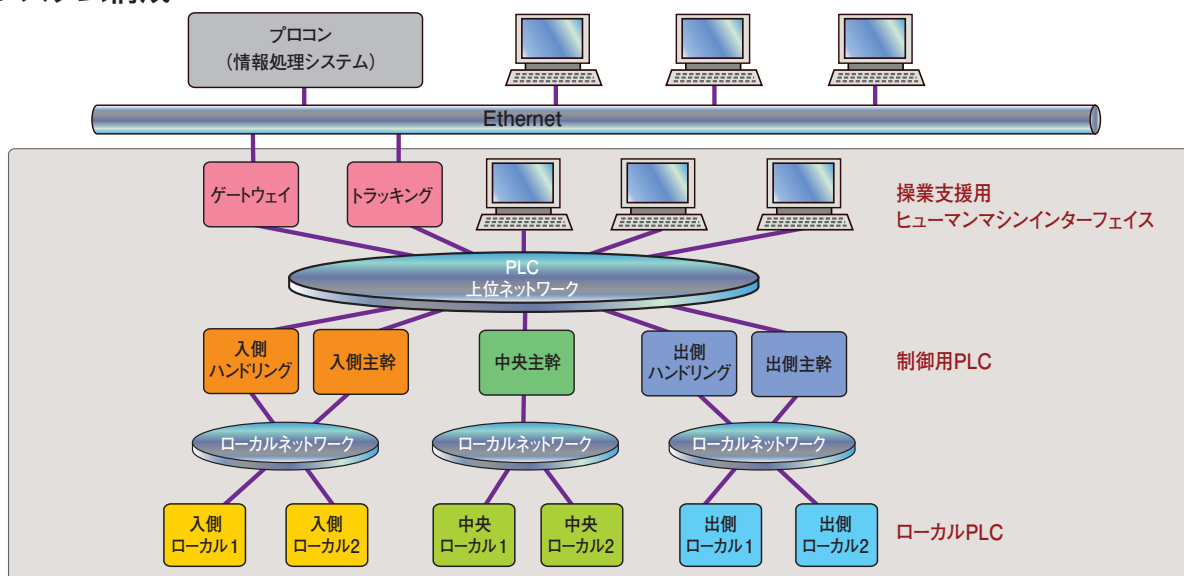 プロコン
(情報処理システム)
Ethernet
ゲートウェイ
トラッキング
操業支援用
ヒューマンマシンインターフェイス
PLC
上位ネットワーク
入側
ハンドリング
入側主幹
中央主幹
出側
ハンドリング
出側主幹
制御用PLC
ローカルネットワーク
ローカルネットワーク
ローカルネットワーク
入側
ローカル1
入側
ローカル2
中央
ローカル1
中央
ローカル2
出側
ローカル1
出側
ローカル2
ローカルPLC